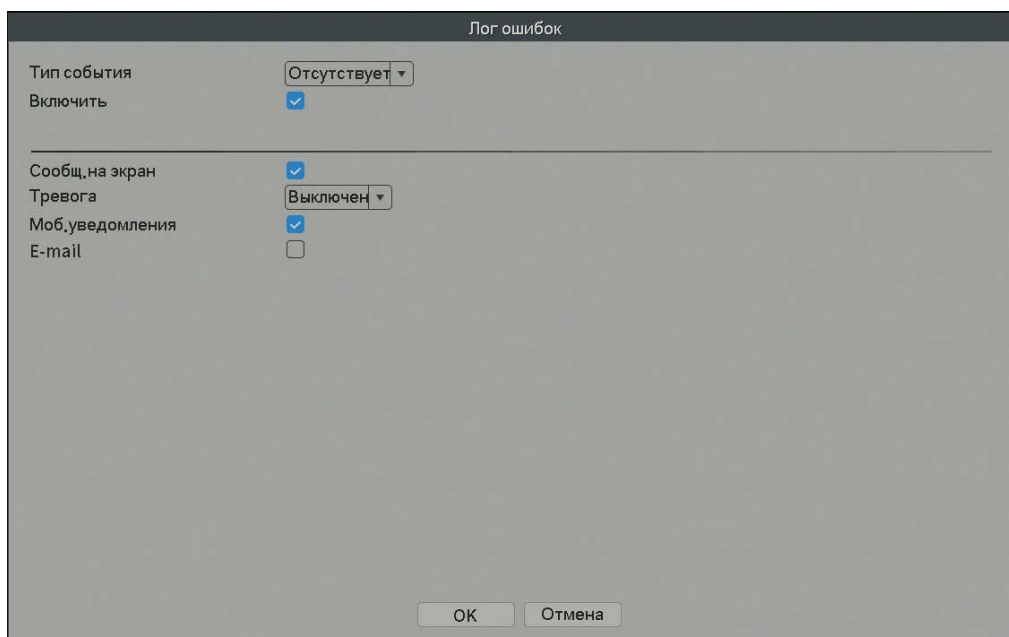 Лог ошибок
Тип события Отсутствует
Включить
Сообщ.на экран
Тревога Выключен
Моб.уведомления
E-mail
OK Отмена